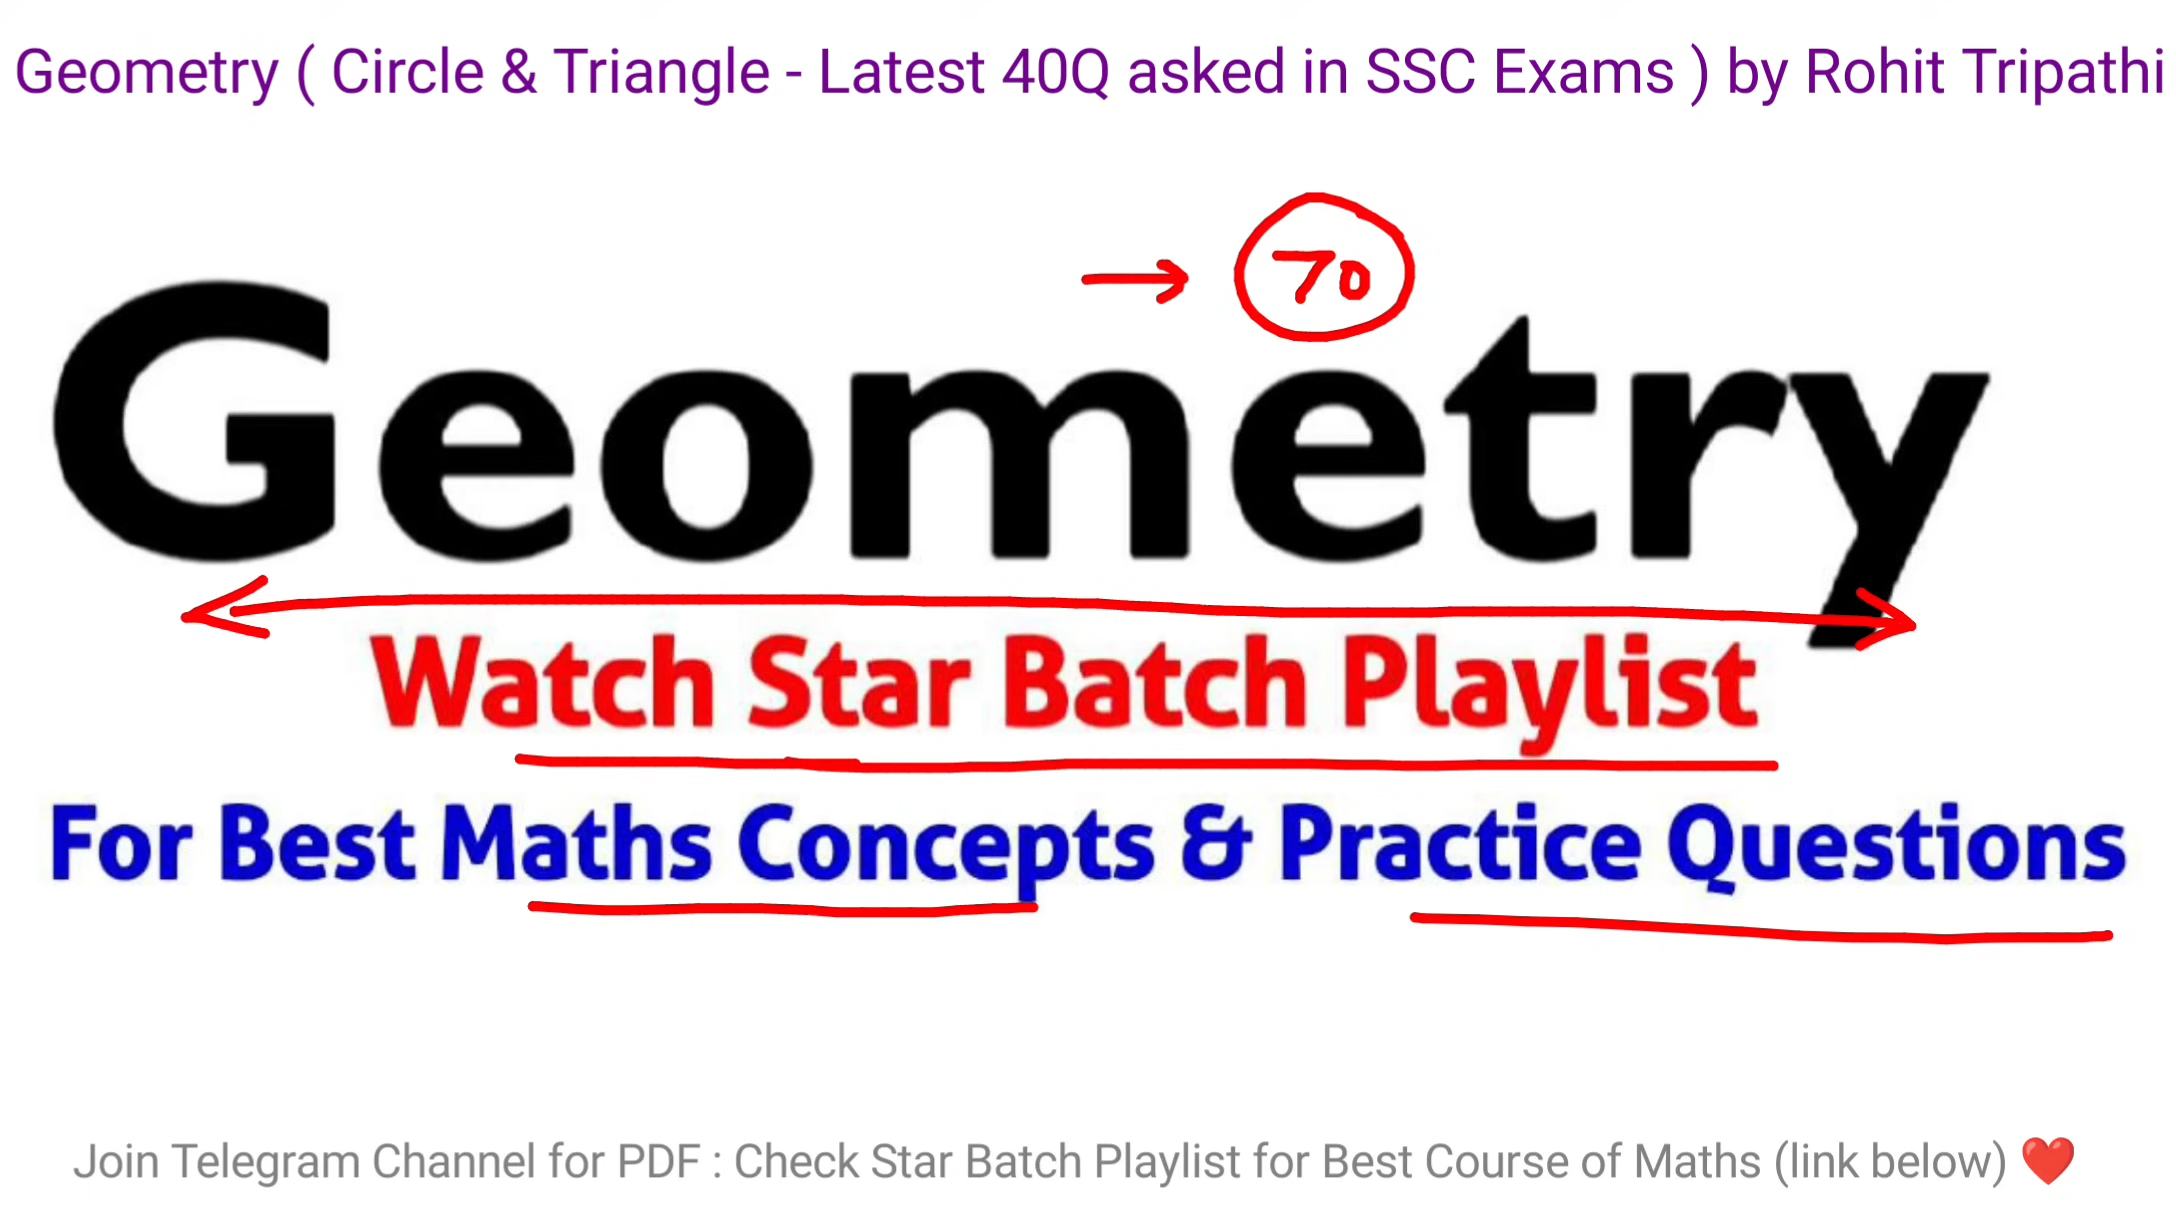 Geometry ( Circle & Triangle - Latest 40Q asked in SSC Exams ) by Rohit Tripathi
→ 70
Geometry
Watch Star Batch Playlist
For Best Maths Concepts & Practice Questions
Join Telegram Channel for PDF : Check Star Batch Playlist for Best Course of Maths (link below) ❤️